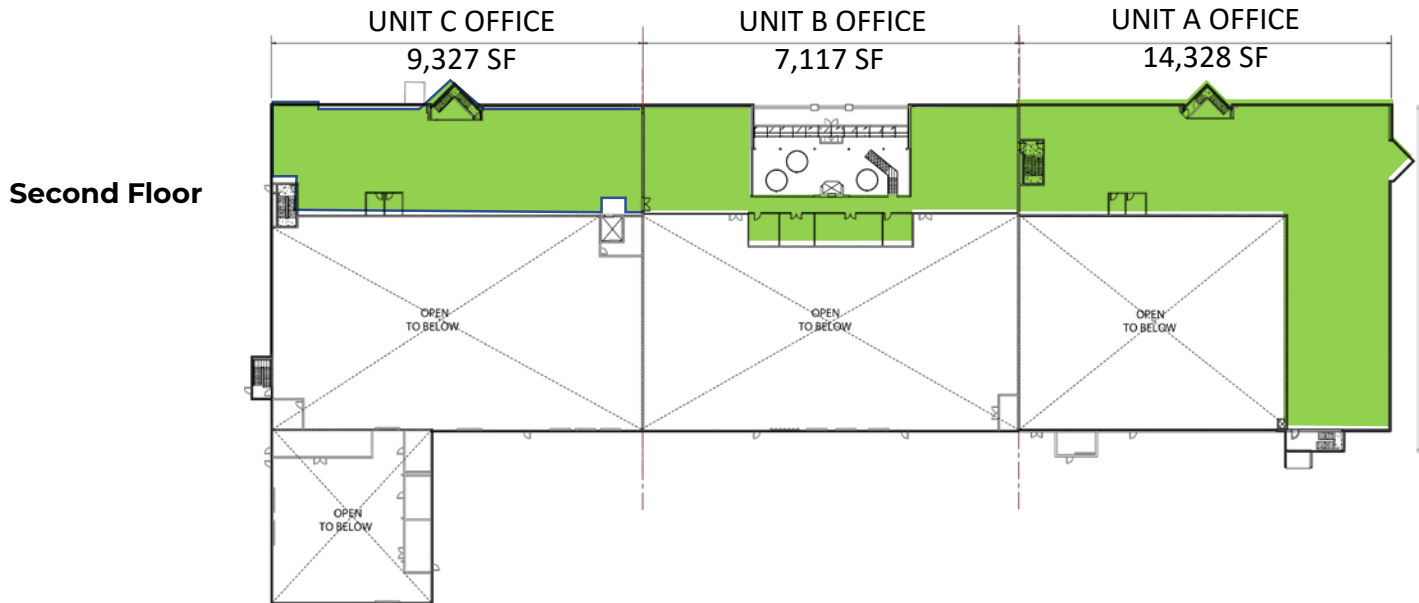 UNIT C OFFICE
9,327 SF
UNIT B OFFICE
7,117 SF
UNIT A OFFICE
14,328 SF
Second Floor
OPEN
TO BELOW
OPEN
TO BELOW
OPEN
TO BELOW
OPEN
TO BELOW